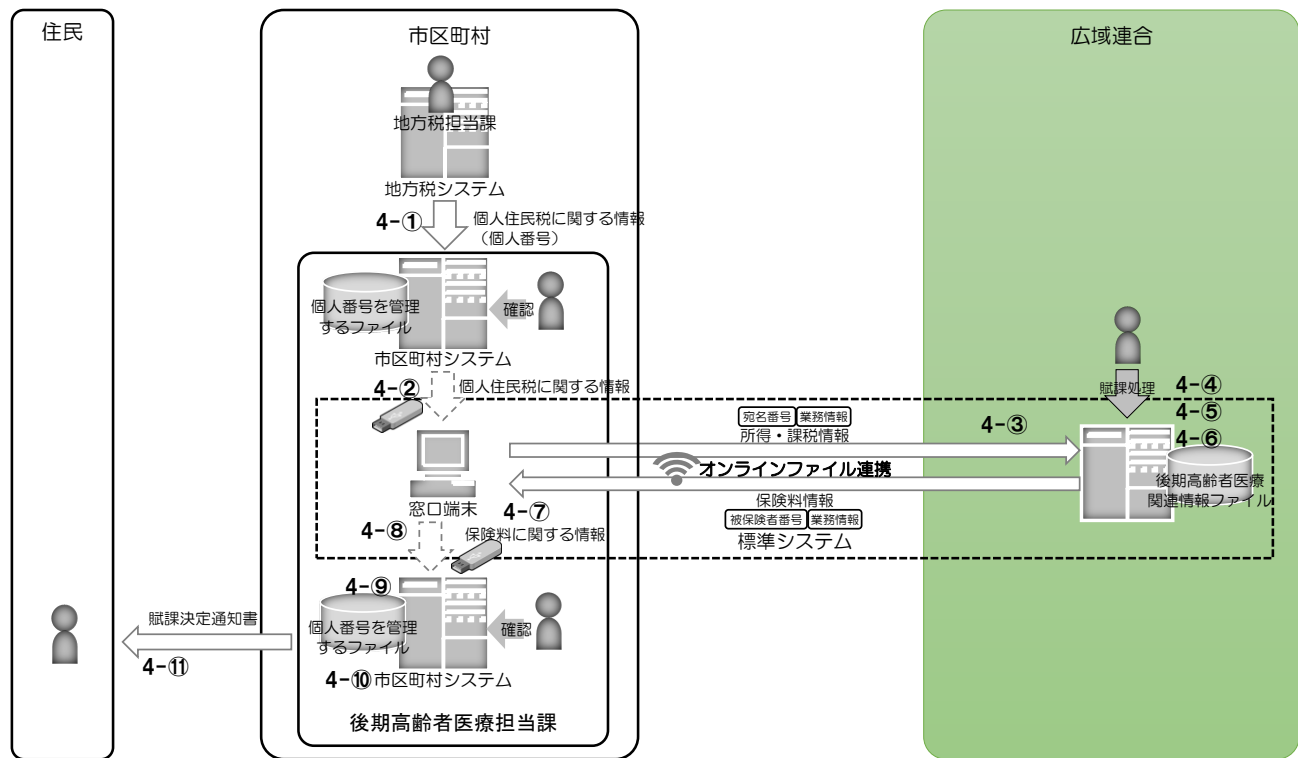 住民
市区町村
広域連合
地方税担当課
地方税システム
4-①
個人住民税に関する情報
（個人番号）
個人番号を管理
するファイル
確認
市区町村システム
4-②
個人住民税に関する情報
賦課処理
4-④
4-⑤
4-⑥
宛名番号 業務情報
所得・課税情報
4-③
オンラインファイル連携
後期高齢者医療
関連情報ファイル
窓口端末
4-⑦
保険料情報
被保険者番号 業務情報
標準システム
4-⑧
保険料に関する情報
4-⑨
個人番号を管理
するファイル
確認
4-⑩
市区町村システム
賦課決定通知書
4-⑪
後期高齢者医療担当課